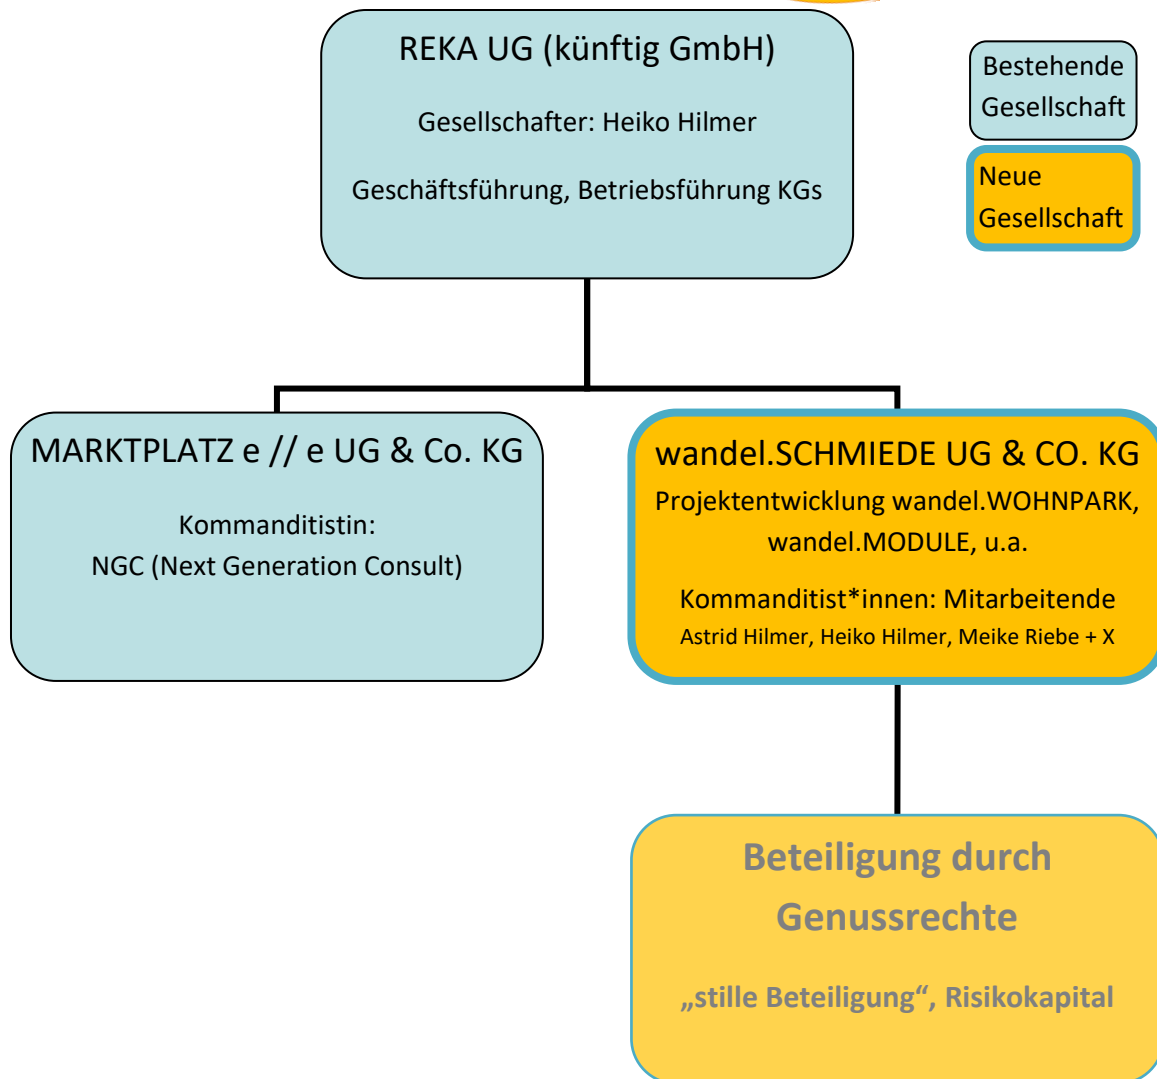 REKA UG (künftig GmbH)
Gesellschafter: Heiko Hilmer
Geschäftsführung, Betriebsführung KGs
Bestehende
Gesellschaft
Neue
Gesellschaft
MARKTPLATZ e // e UG & Co. KG
Kommanditistin:
NGC (Next Generation Consult)
wandel.SCHMIEDE UG & CO. KG
Projektentwicklung wandel.WOHNPARK,
wandel.MODULE, u.a.
Kommanditist*innen: Mitarbeitende
Astrid Hilmer, Heiko Hilmer, Meike Riebe + X
Beteiligung durch
Genussrechte
„stille Beteiligung“, Risikokapital